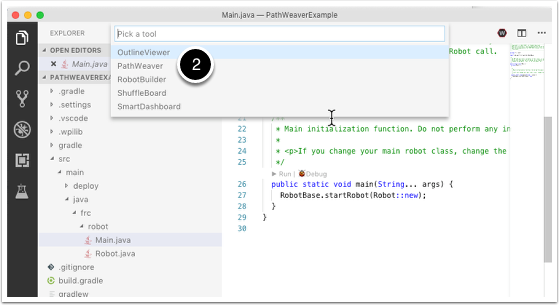 Main.java — PathWeaverExample
EXPLORER
Pick a tool
OutlineViewer
PathWeaver
RobotBuilder
ShuffleBoard
SmartDashboard
2
OPEN EDITORS
Main.java
PATHWEAVEREX
.gradle
.settings
.vscode
.wpilib
gradle
src
main
deploy
java
frc
robot
Main.java
Robot.java
.gitignore
build.gradle
gradlew
Robot call.
21 /**
22 * Main initialization function. Do not perform any in
23 *
24 * <p>If you change your main robot class, change the
25 */
Run | Debug
26 public static void main(String... args) {
27 RobotBase.startRobot(Robot::new);
28 }
29 }
30